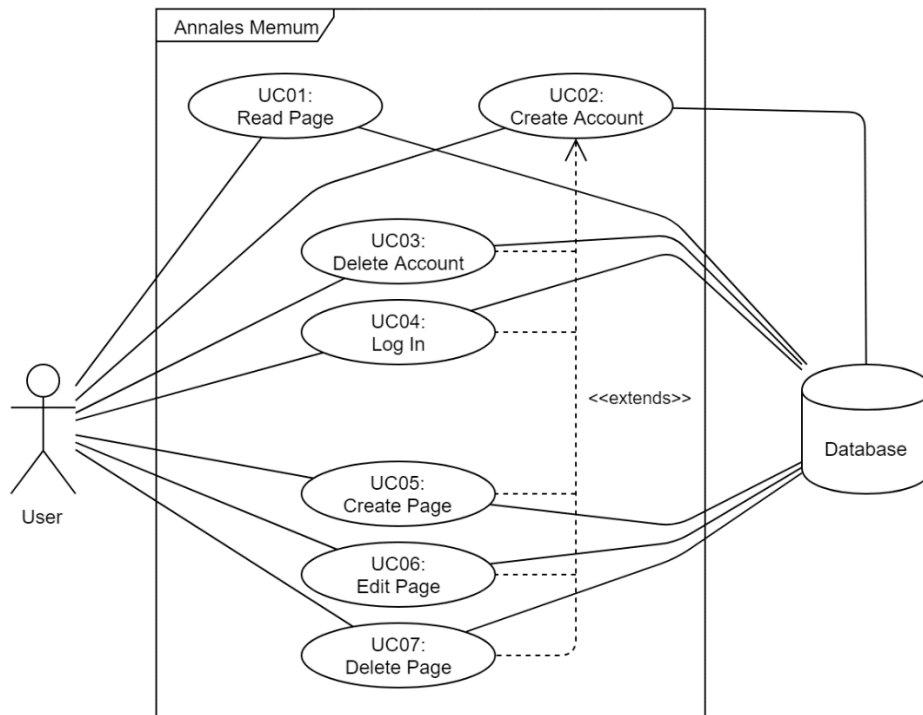 Annales Memum
UC01:
Read Page
UC02:
Create Account
UC03:
Delete Account
UC04:
Log In
<<extends>>
User
Database
UC05:
Create Page
UC06:
Edit Page
UC07:
Delete Page